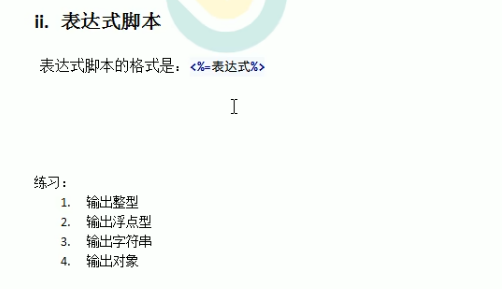 ii. 表达式脚本
表达式脚本的格式是：<%=表达式%>
练习：
1. 输出整型
2. 输出浮点型
3. 输出字符串
4. 输出对象